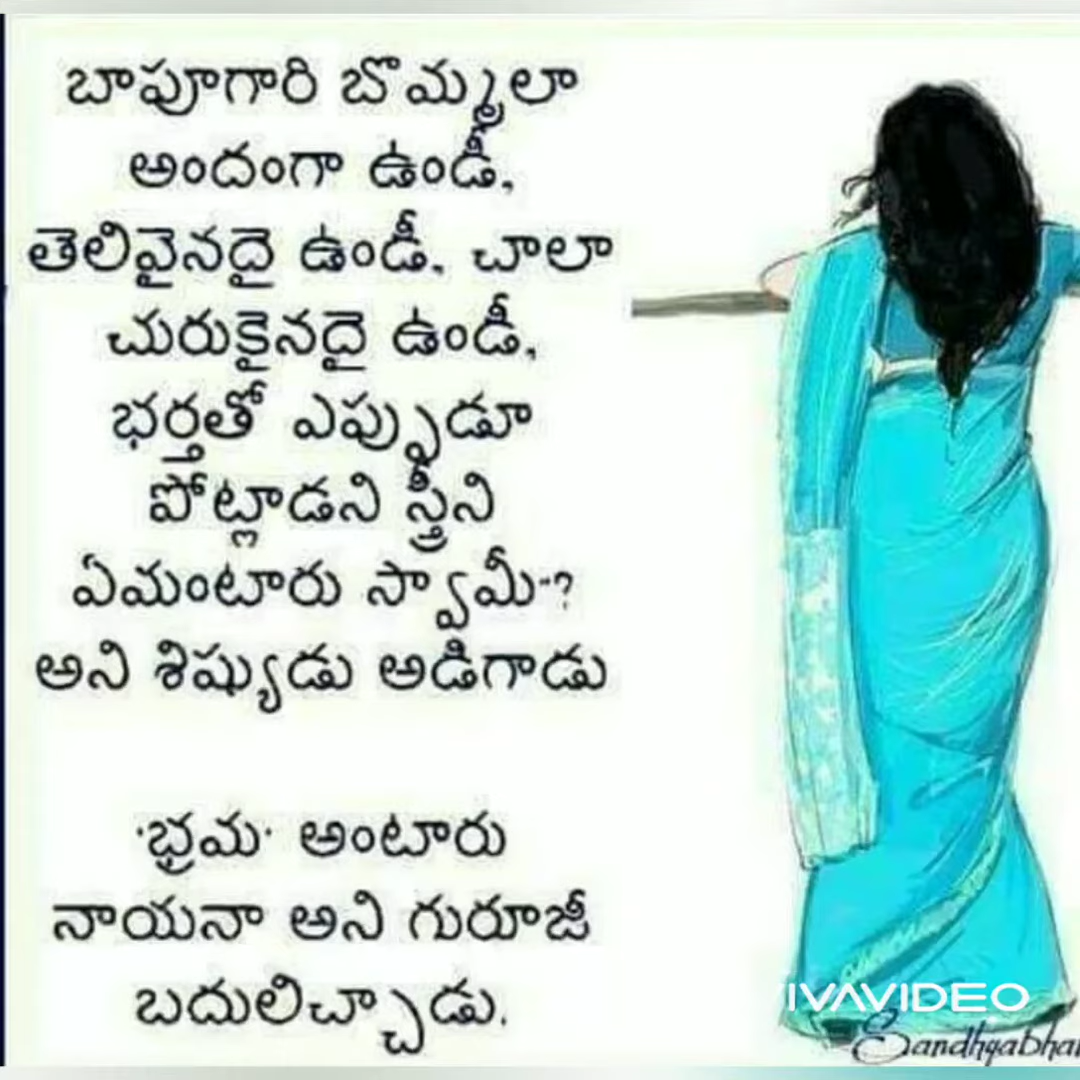 బాపూగారి బొమ్మలా
అందంగా ఉండీ,
తెలివైనదై ఉండీ, చాలా
చురుకైనదై ఉండీ,
భర్తతో ఎప్పుడూ
పోట్లాడని స్త్రీని
ఏమంటారు స్వామీ-?
అని శిష్యుడు అడిగాడు
'భ్రమ' అంటారు
నాయనా అని గురూజీ
బదులిచ్చాడు.
IVAVIDEO